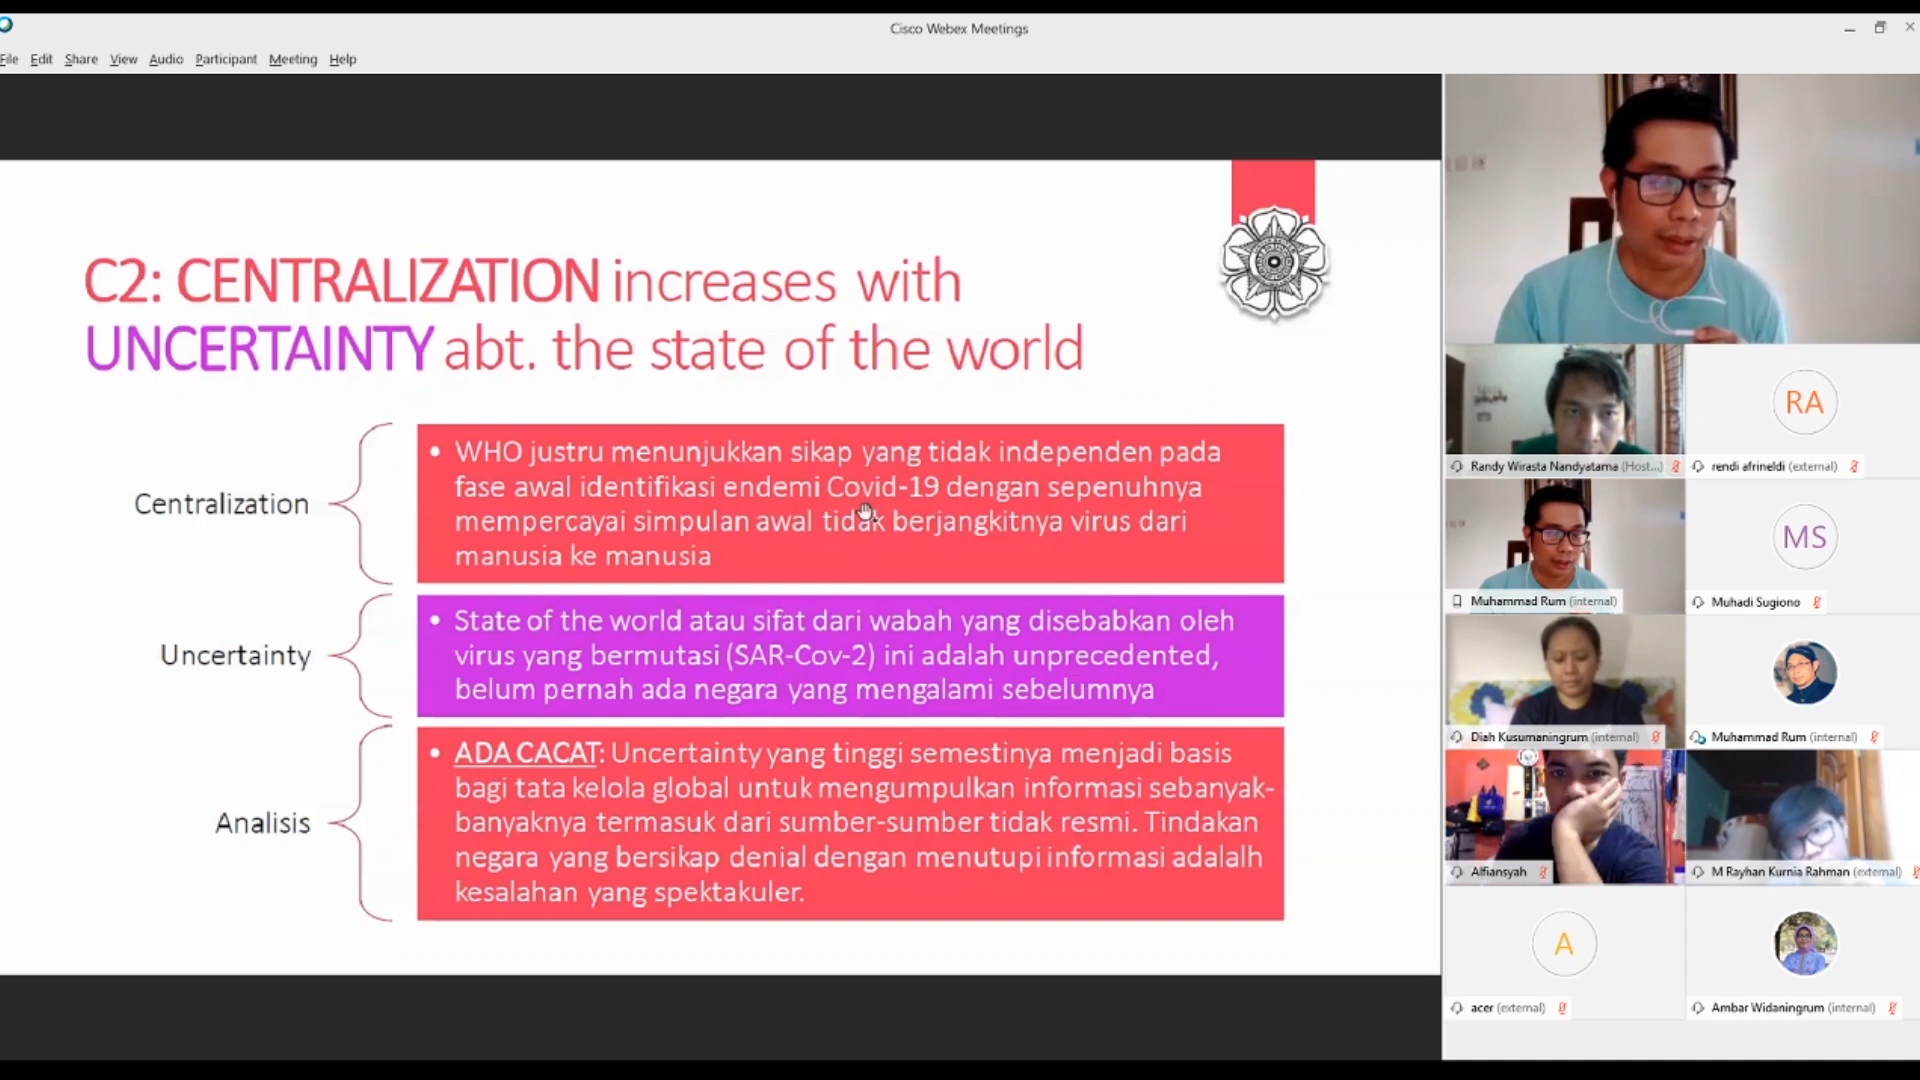 Cisco Webex Meetings
File Edit Share View Audio Participant Meeting Help
C2: CENTRALIZATION increases with
UNCERTAINTY abt. the state of the world
Centralization
• WHO justru menunjukkan sikap yang tidak independen pada
fase awal identifikasi endemi Covid-19 dengan sepenuhnya
mempercayai simpulan awal tidak berjangkitnya virus dari
manusia ke manusia
Uncertainty
• State of the world atau sifat dari wabah yang disebabkan oleh
virus yang bermutasi (SAR-Cov-2) ini adalah unprecedented,
belum pernah ada negara yang mengalami sebelumnya
Analisis
• ADA CACAT: Uncertainty yang tinggi semestinya menjadi basis
bagi tata kelola global untuk mengumpulkan informasi sebanyak-
banyaknya termasuk dari sumber-sumber tidak resmi. Tindakan
negara yang bersikap denial dengan menutupi informasi adalalh
kesalahan yang spektakuler.
Randy Wirasta Nandyatama (Host...)
RA
rendi afrineldi (external)
Muhammad Rum (internal)
MS
Muhadi Sugiono
Diah Kusumaningrum (internal)
Muhammad Rum (internal)
Alfiansyah
M Rayhan Kurnia Rahman (external)
A
acer (external)
Ambar Widaningrum (internal)